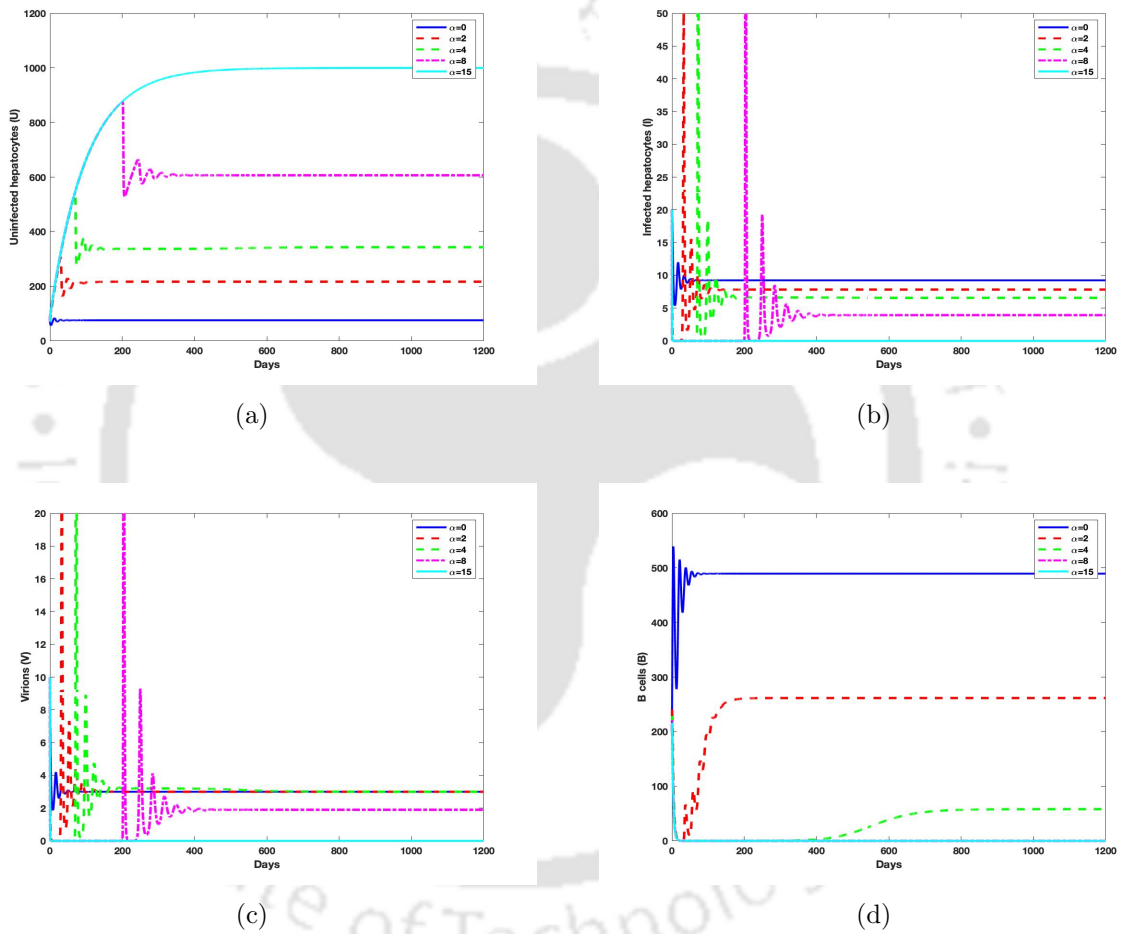 1200
1000
800
600
400
200
0
0 200 400 600 800 1000 1200
Uninfected hepatocytes (U)
Days
α=0
α=2
α=4
α=8
α=15
(a)
50
45
40
35
30
25
20
15
10
5
0
0 200 400 600 800 1000 1200
Infected hepatocytes (I)
Days
α=0
α=2
α=4
α=8
α=15
(b)
20
18
16
14
12
10
8
6
4
2
0
0 200 400 600 800 1000 1200
Virions (V)
Days
α=0
α=2
α=4
α=8
α=15
(c)
600
500
400
300
200
100
0
0 200 400 600 800 1000 1200
B cells (B)
Days
α=0
α=2
α=4
α=8
α=15
(d)
of Technolo